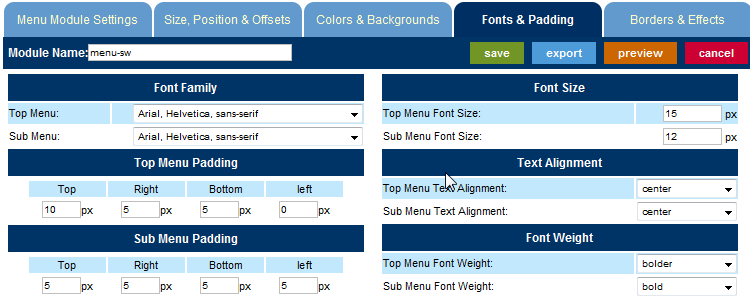 Menu Module Settings Size, Position & Offsets Colors & Backgrounds Fonts & Padding Borders & Effects
Module Name: menu-sw save export preview cancel
Font Family
Top Menu: Arial, Helvetica, sans-serif
Sub Menu: Arial, Helvetica, sans-serif
Top Menu Padding
Top Right Bottom left
10 px 5 px 5 px 0 px
Sub Menu Padding
Top Right Bottom left
5 px 5 px 5 px 5 px
Font Size
Top Menu Font Size: 15 px
Sub Menu Font Size: 12 px
Text Alignment
Top Menu Text Alignment: center
Sub Menu Text Alignment: center
Font Weight
Top Menu Font Weight: bolder
Sub Menu Font Weight: bold